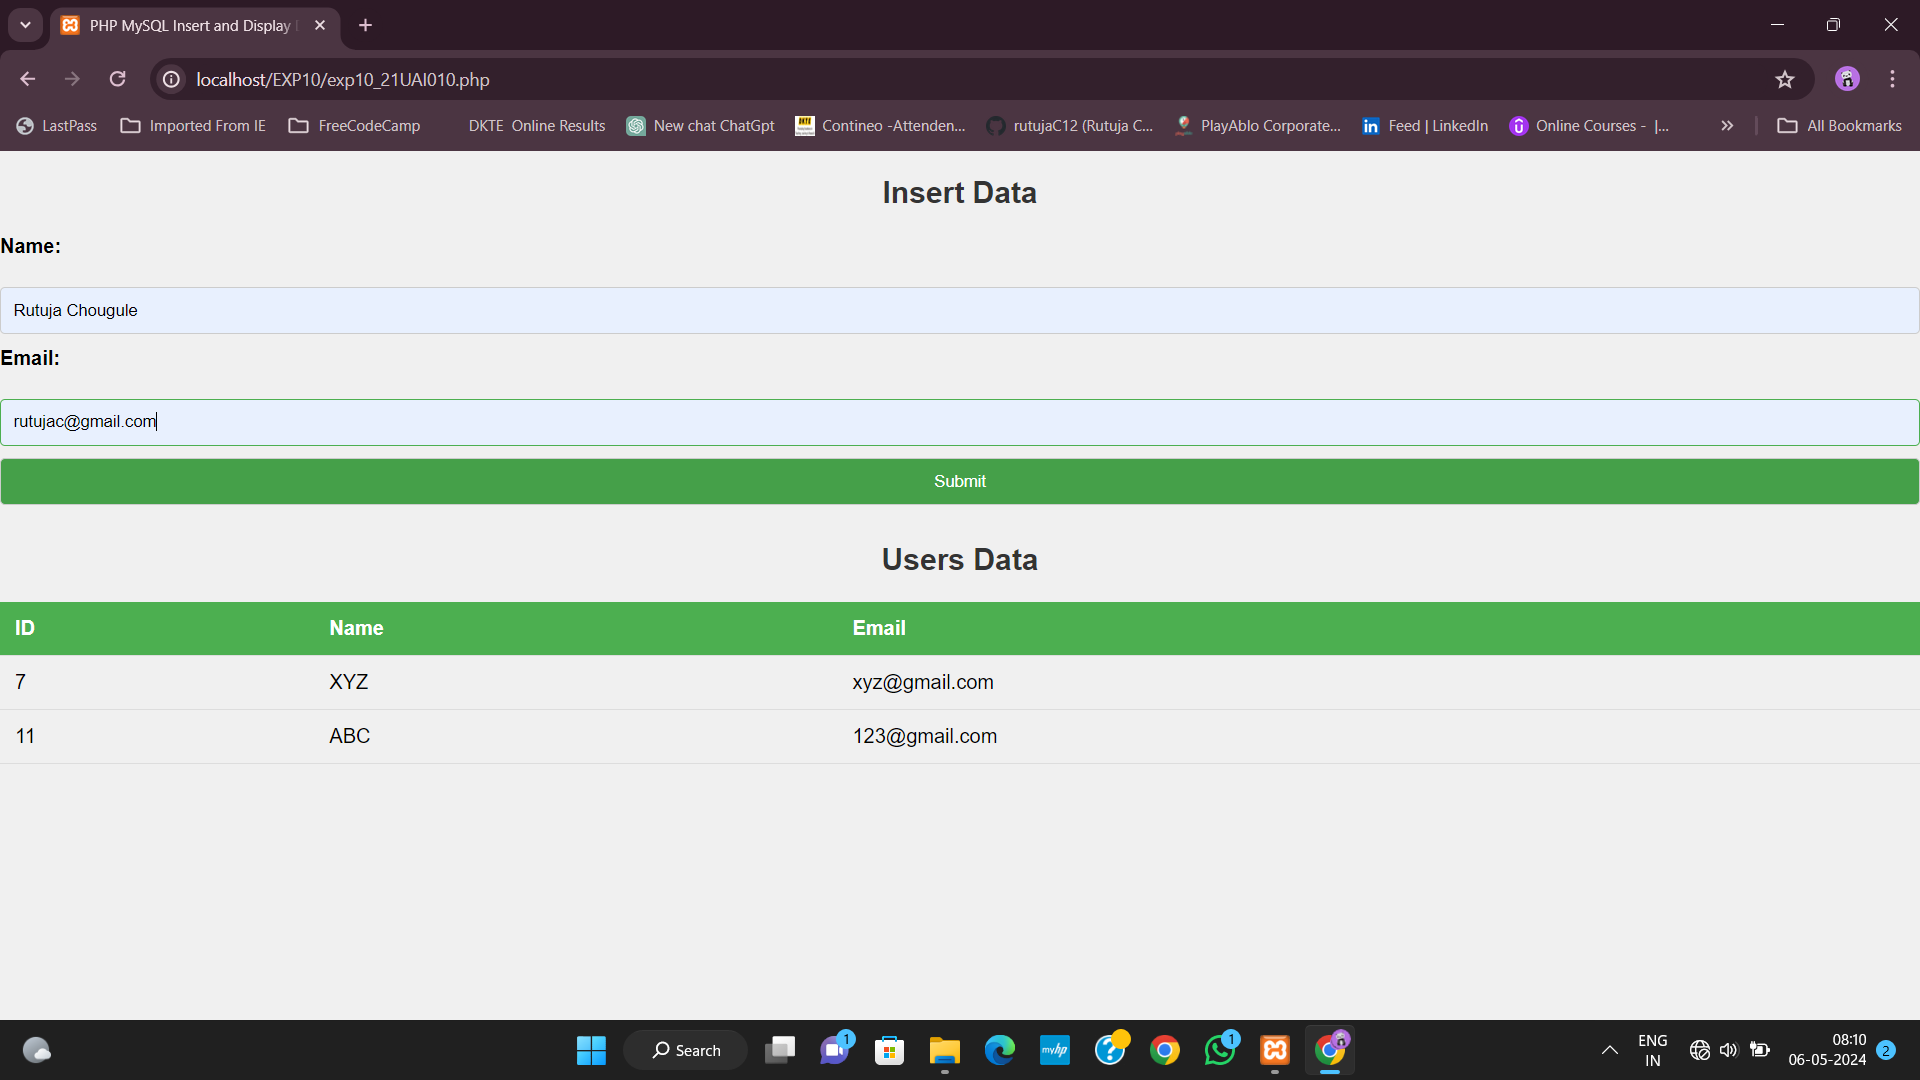 PHP MySQL Insert and Display
localhost/EXP10/exp10_21UAI010.php
LastPass Imported From IE FreeCodeCamp DKTE Online Results New chat ChatGpt Contineo -Attenden... rutujaC12 (Rutuja C... PlayAblo Corporate... Feed | LinkedIn Online Courses - |... All Bookmarks
Insert Data
Name:
Rutuja Chougule
Email:
rutujac@gmail.com
Submit
Users Data
ID Name Email
7 XYZ xyz@gmail.com
11 ABC 123@gmail.com
Search 1 myhp 1 ENG 08:10
IN 06-05-2024 2